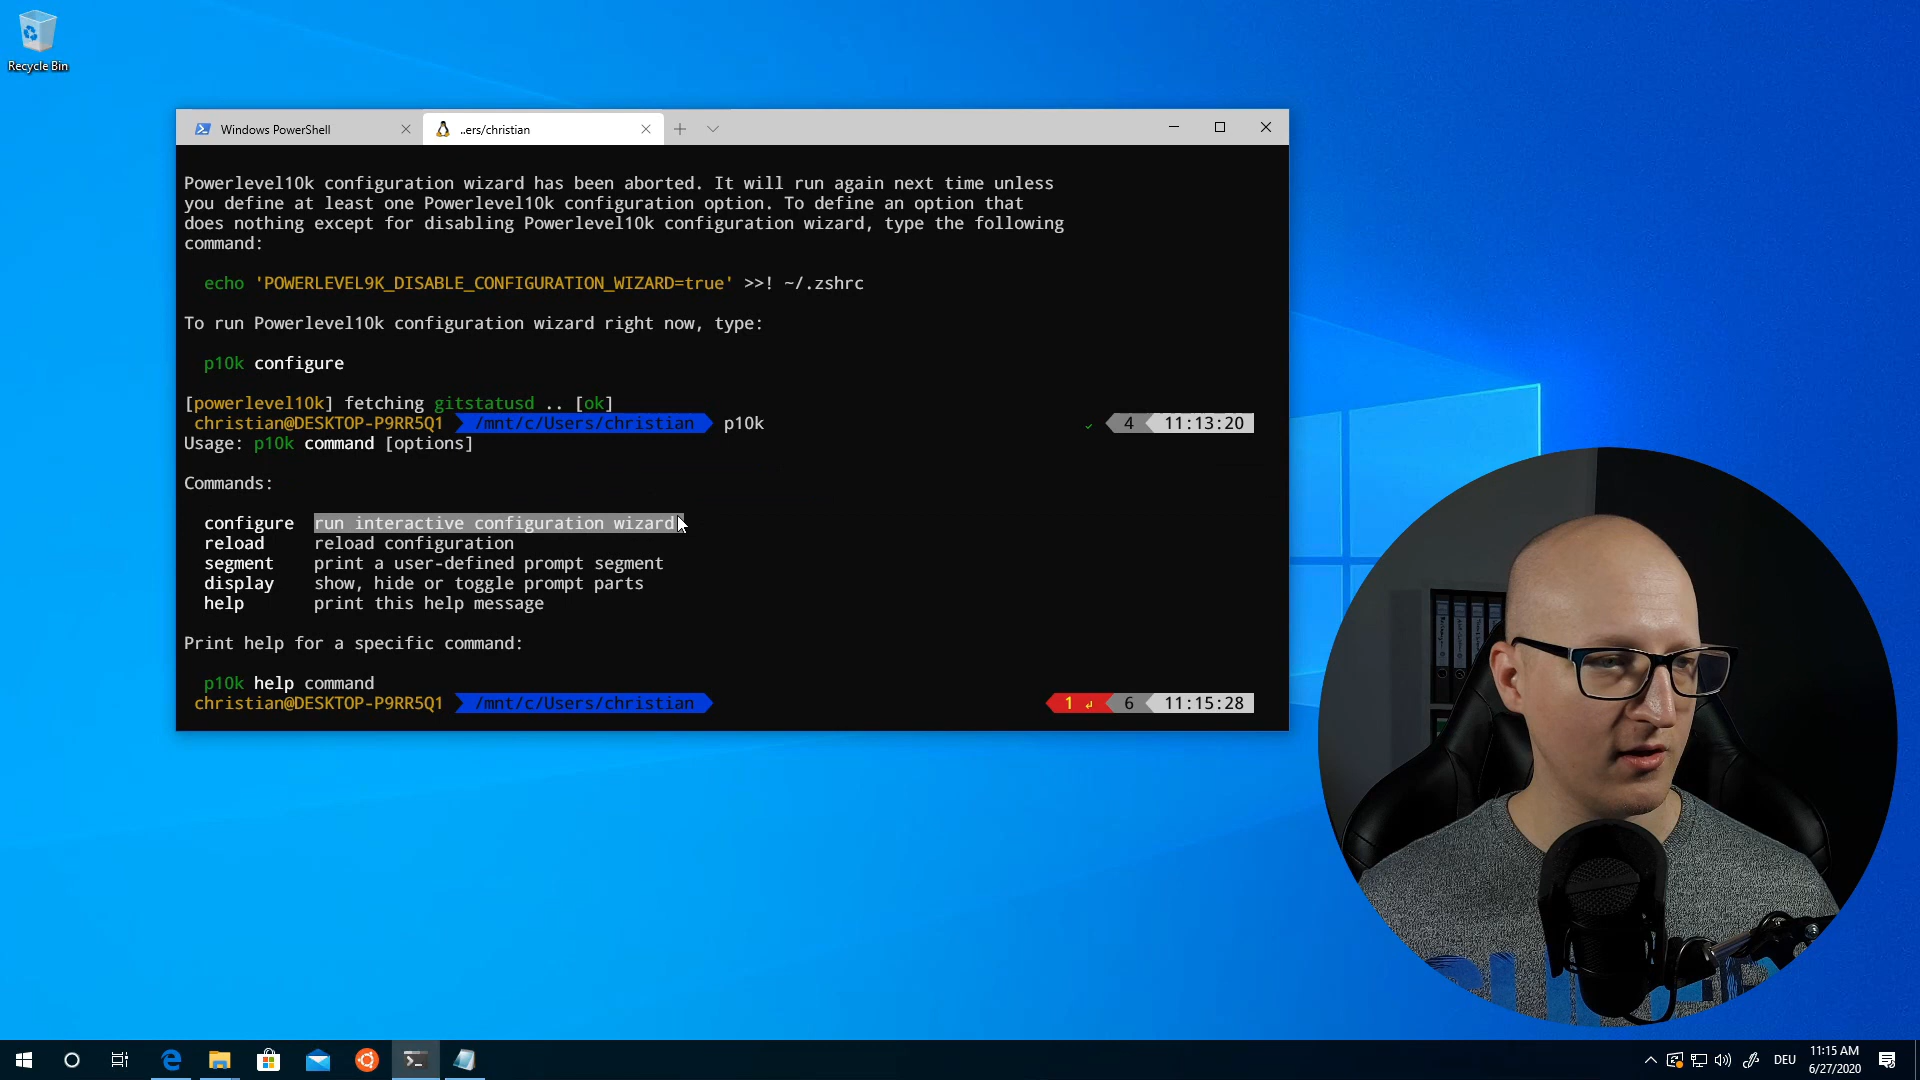 Recycle Bin
Windows PowerShell
..ers/christian
Powerlevel10k configuration wizard has been aborted. It will run again next time unless
you define at least one Powerlevel10k configuration option. To define an option that
does nothing except for disabling Powerlevel10k configuration wizard, type the following
command:
echo 'POWERLEVEL9K_DISABLE_CONFIGURATION_WIZARD=true' >>! ~/.zshrc
To run Powerlevel10k configuration wizard right now, type:
p10k configure
[powerlevel10k] fetching gitstatusd .. [ok]
christian@DESKTOP-P9RR5Q1 /mnt/c/Users/christian p10k ✓ 4 11:13:20
Usage: p10k command [options]
Commands:
configure run interactive configuration wizard
reload reload configuration
segment print a user-defined prompt segment
display show, hide or toggle prompt parts
help print this help message
Print help for a specific command:
p10k help command
christian@DESKTOP-P9RR5Q1 /mnt/c/Users/christian 1 ↲ 6 11:15:28
DEU
11:15 AM
6/27/2020